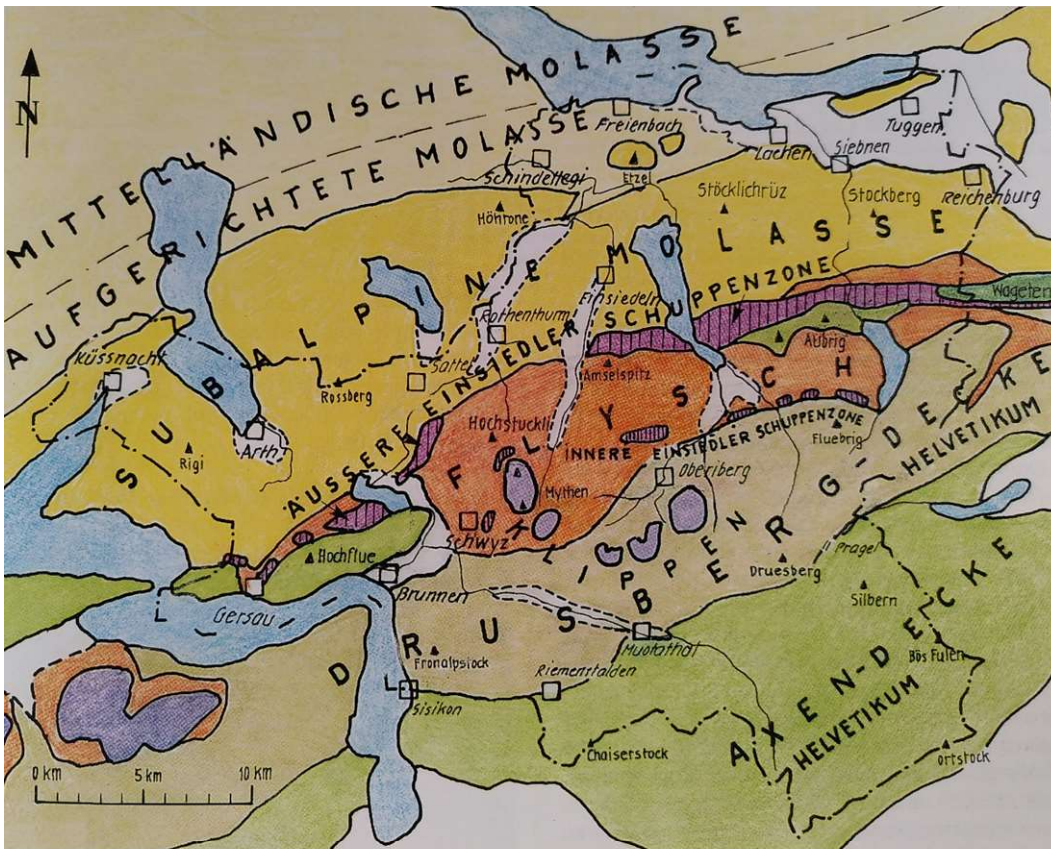 MITTELLÄNDISCHE MOLASSE
AUFGERICHTETE MOLASSE
SUBALPINE MOLASSE
N
Freienbach
Tuggen
Lachen
Siebnen
Schindellegi
Etzel
Stöcklichrüz
Stockberg
Reichenburg
Höhrone
Einsiedeln
Rothenthurm
ÄUSSERE EINSIEDLER SCHUPPENZONE
Wageten
Aubrig
Küssnacht
Sattel
Rossberg
Amselspitz
FLYSCH
Hochstuckli
INNERE EINSIEDLER SCHUPPENZONE
Fluebrig
Rigi
Arth
Oberiberg
Mythen
KLIPPEN
DRUSBERG-DECKE
HELVETIKUM
Schwyz
Hochflue
Pragel
Druesberg
Silbern
Gersau
Brunnen
Muotathal
Fronalpstock
Riemenstalden
Sisikon
Bös Fulen
AXEN-DECKE
HELVETIKUM
Chaiserstock
Ortstock
0 km 5 km 10 km